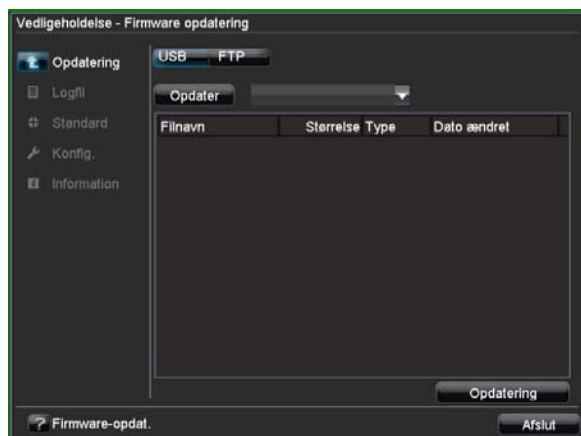 Vedligeholdelse - Firmware opdatering
Opdatering
Logfil
Standard
Konfig.
Information
USB FTP
Opdater
Filnavn Størrelse Type Dato ændret
Opdatering
Firmware-opdat.
Afslut